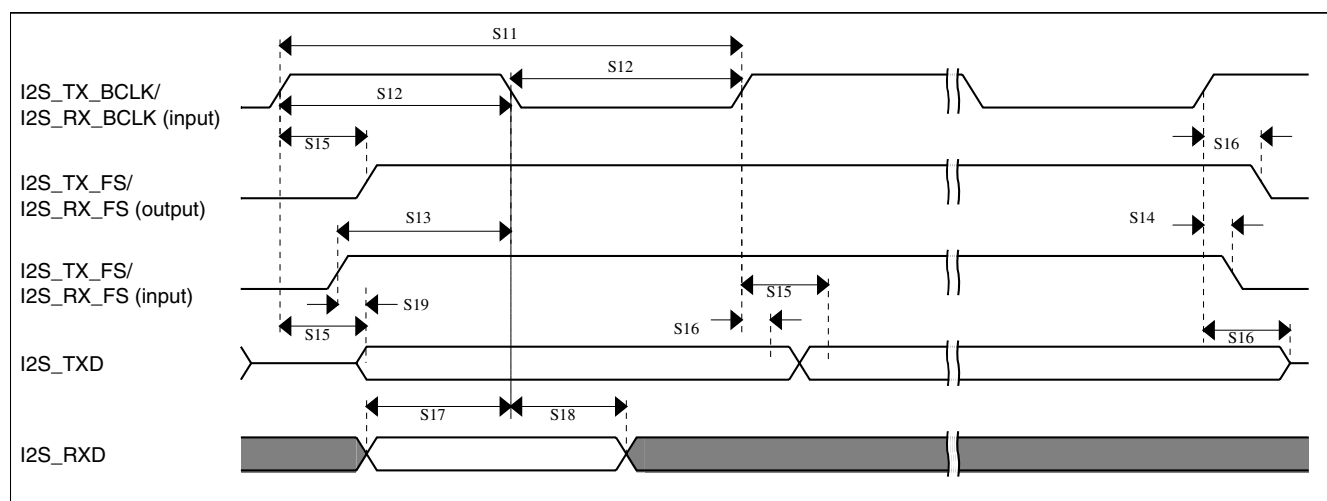 S11
S12
I2S_TX_BCLK/
I2S_RX_BCLK (input)
S12
S15
S16
I2S_TX_FS/
I2S_RX_FS (output)
S13
S14
I2S_TX_FS/
I2S_RX_FS (input)
S15
S19
S16
S15
S16
I2S_TXD
S17
S18
I2S_RXD